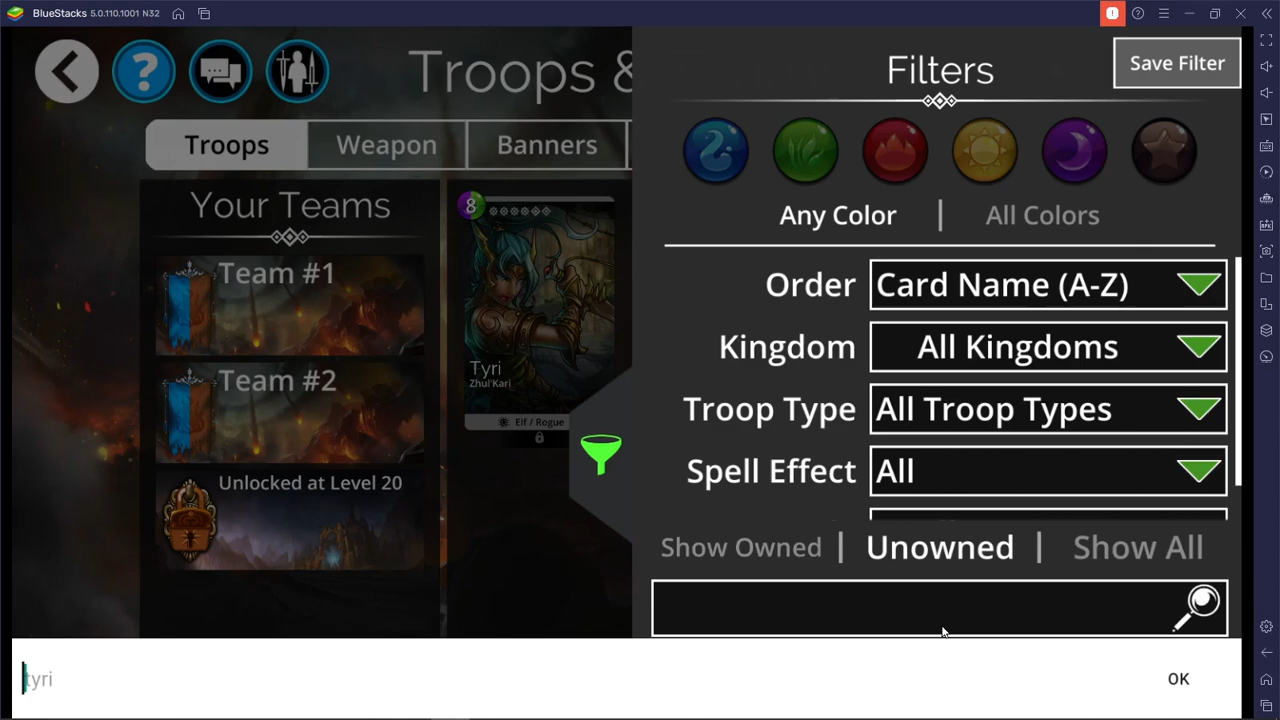 BlueStacks 5.0.110.1001 N32
Troops &
Filters
Save Filter
Troops
Weapon
Banners
Any Color | All Colors
Your Teams
Team #1
Team #2
Unlocked at Level 20
8
Tyri
Zhul'Kari
Elf / Rogue
Order
Card Name (A-Z)
Kingdom
All Kingdoms
Troop Type
All Troop Types
Spell Effect
All
Show Owned | Unowned | Show All
tyri
OK